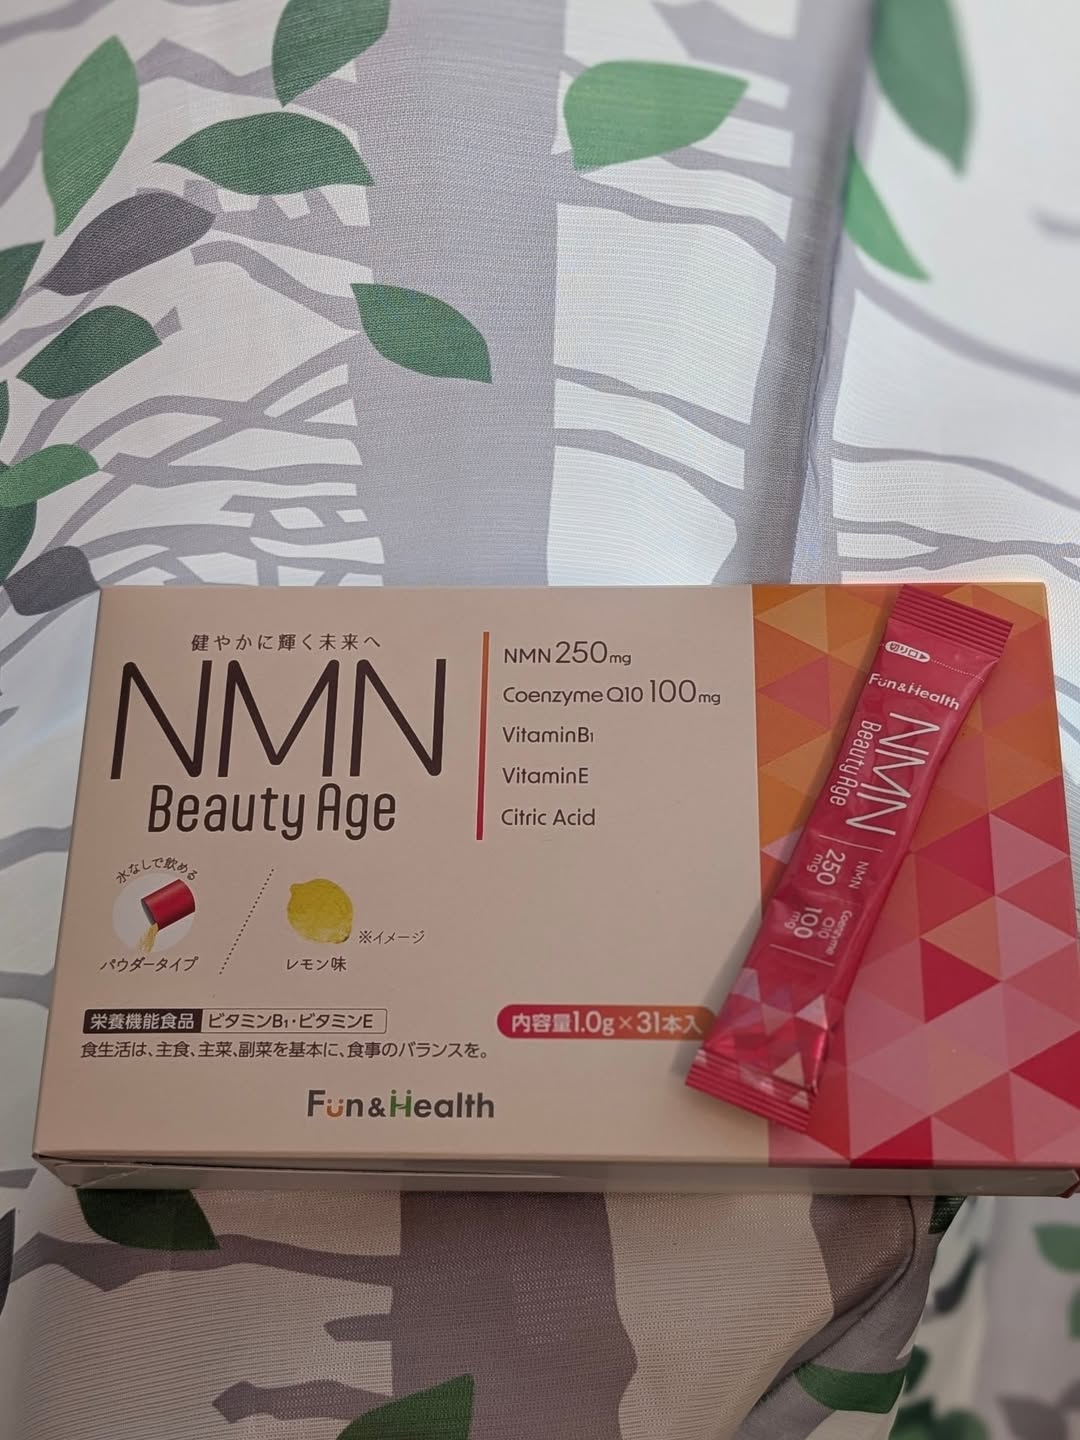 健やかに輝く未来へ
NMN
Beauty Age
NMN 250mg
Coenzyme Q10 100mg
VitaminB1
VitaminE
Citric Acid
水なしで飲める
パウダータイプ
レモン味
※イメージ
栄養機能食品 ビタミンB1・ビタミンE
食生活は、主食、主菜、副菜を基本に、食事のバランスを。
内容量1.0g×31本入
Fun&Health
切り口
Fun&Health
NMN
Beauty Age
NMN
250mg
Coenzyme
Q10
100mg